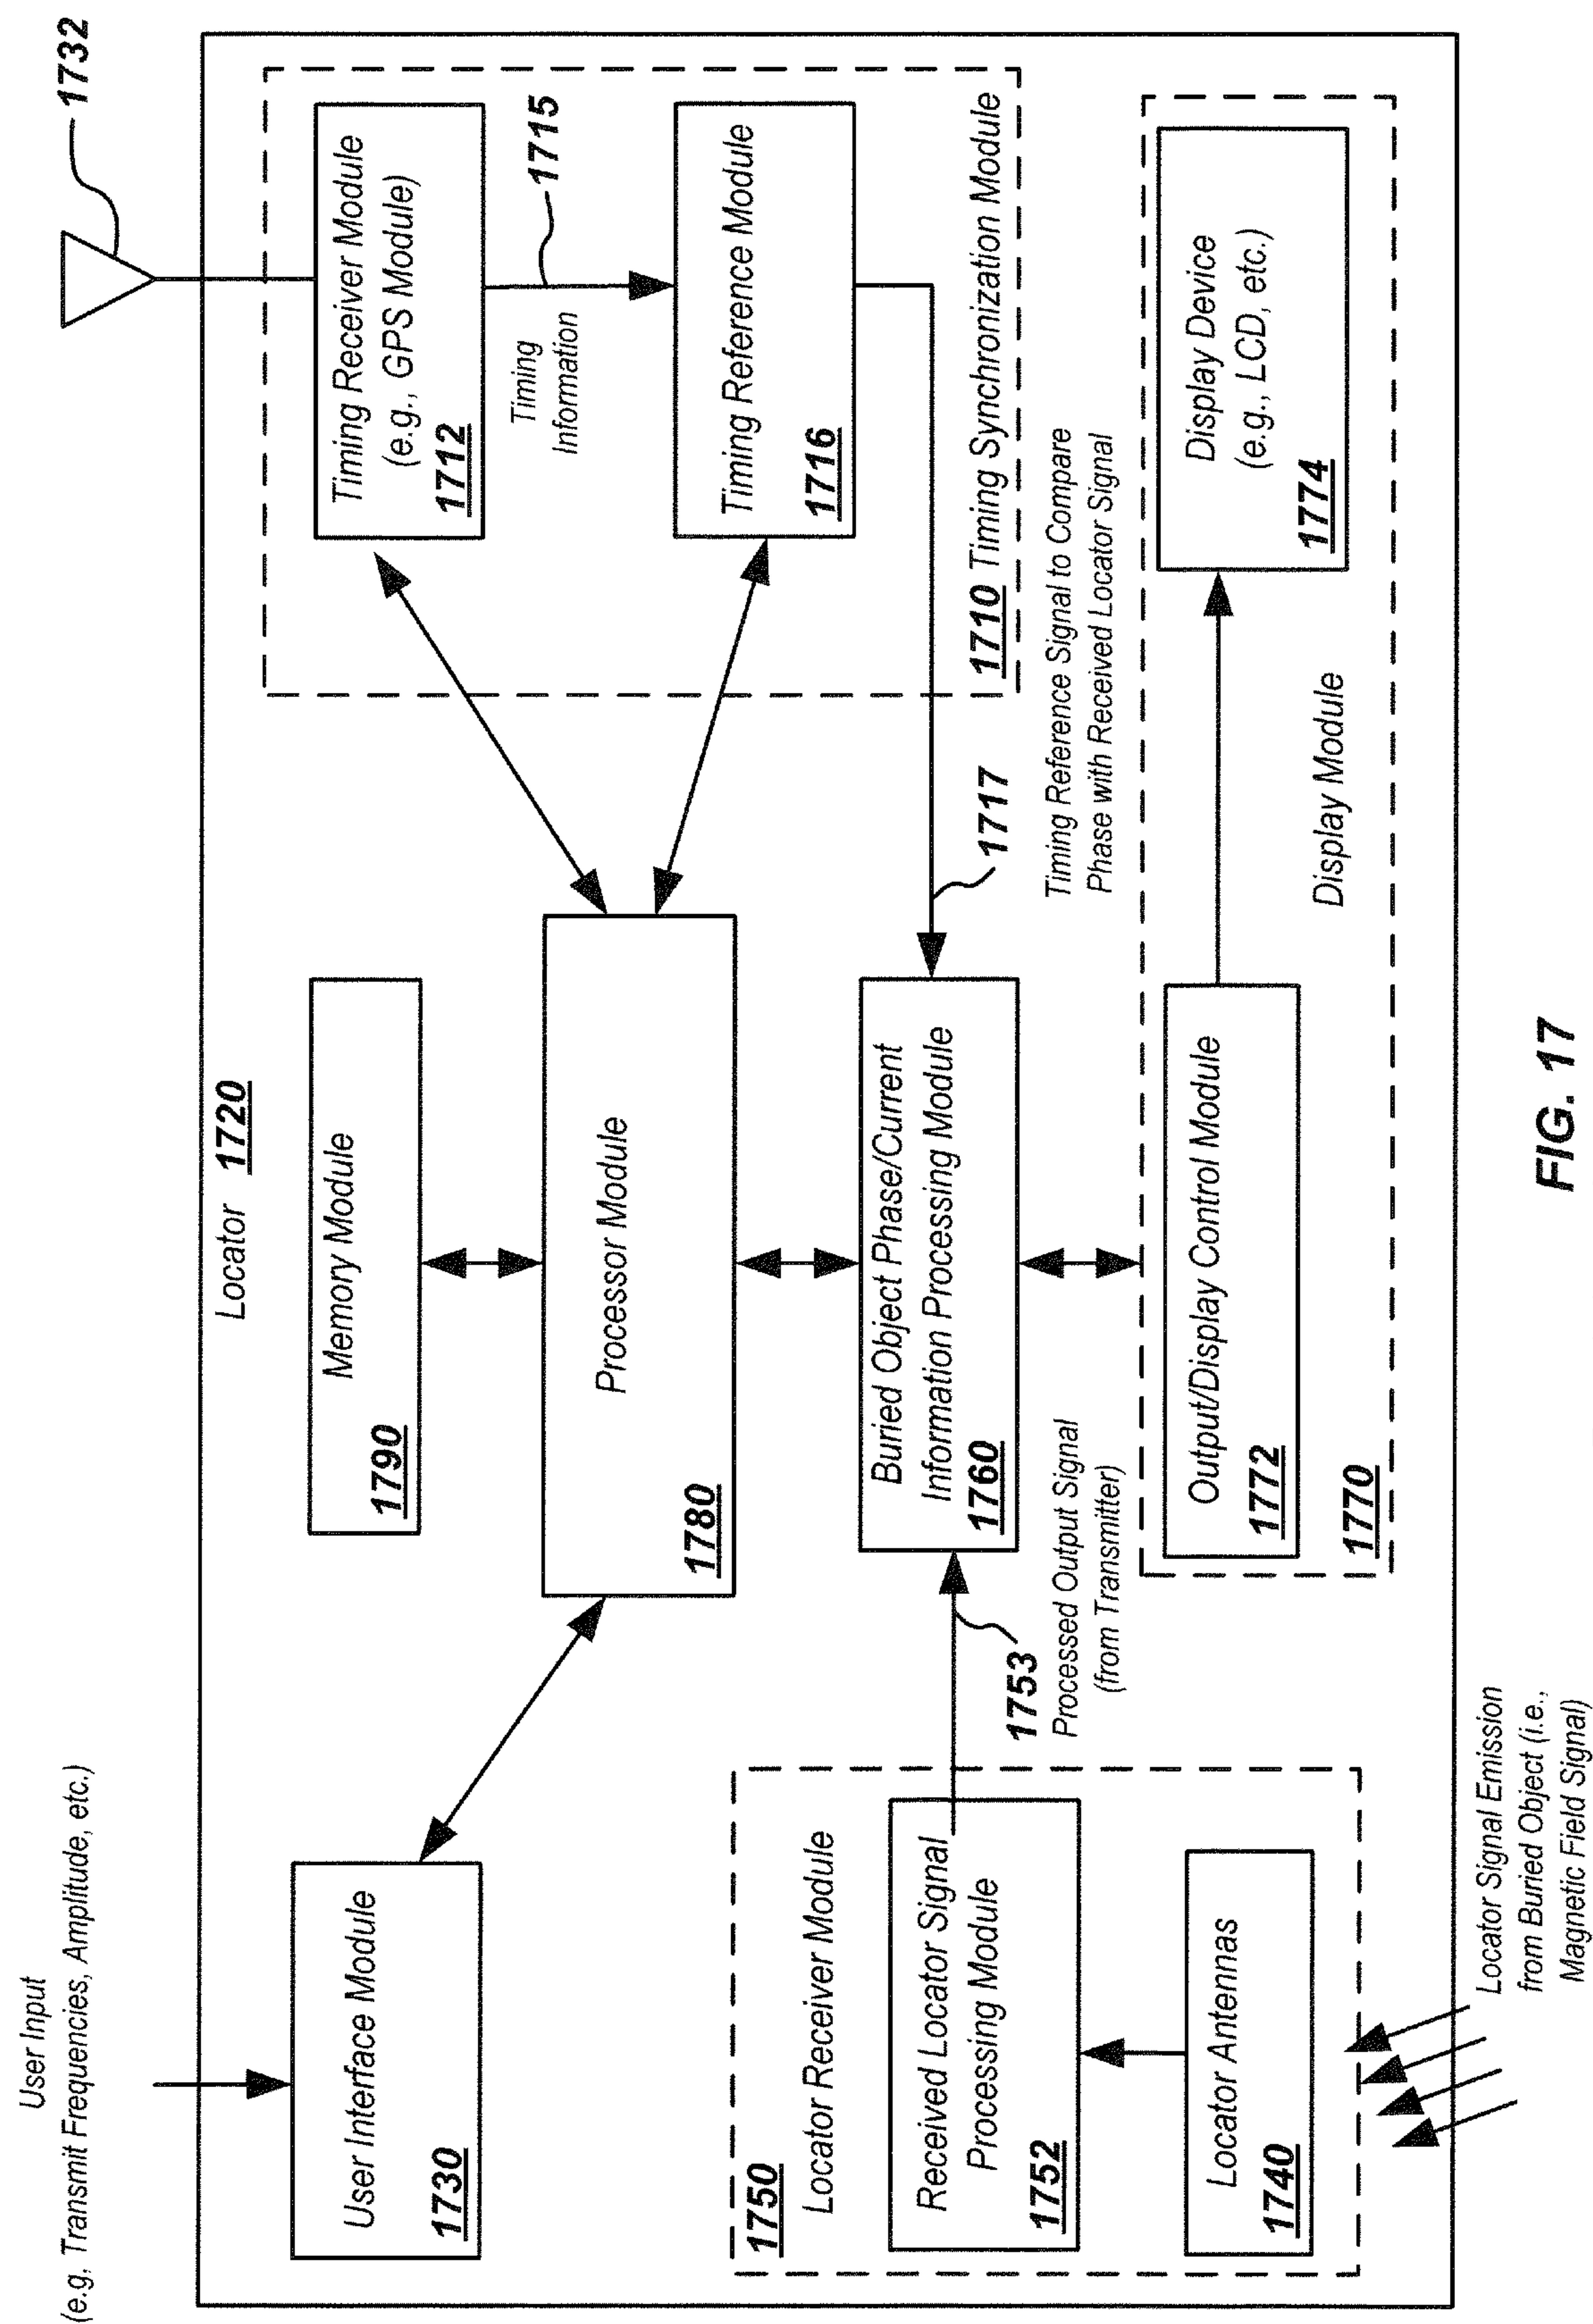 User Input
(e.g, Transmit Frequencies, Amplitude, etc.)
1732
Locator 1720
User Interface Module
1730
Memory Module
1790
Timing Receiver Module
(e.g., GPS Module)
1712
Timing
Information
1715
Processor Module
1780
Timing Reference Module
1716
1710 Timing Synchronization Module
1750
Locator Receiver Module
Received Locator Signal
Processing Module
1752
Locator Antennas
1740
1753
Processed Output Signal
(from Transmitter)
Buried Object Phase/Current
Information Processing Module
1760
1717
Timing Reference Signal to Compare
Phase with Received Locator Signal
Output/Display Control Module
1772
1770
Display Module
Display Device
(e.g., LCD, etc.)
1774
Locator Signal Emission
from Buried Object (i.e.,
Magnetic Field Signal)
FIG. 17